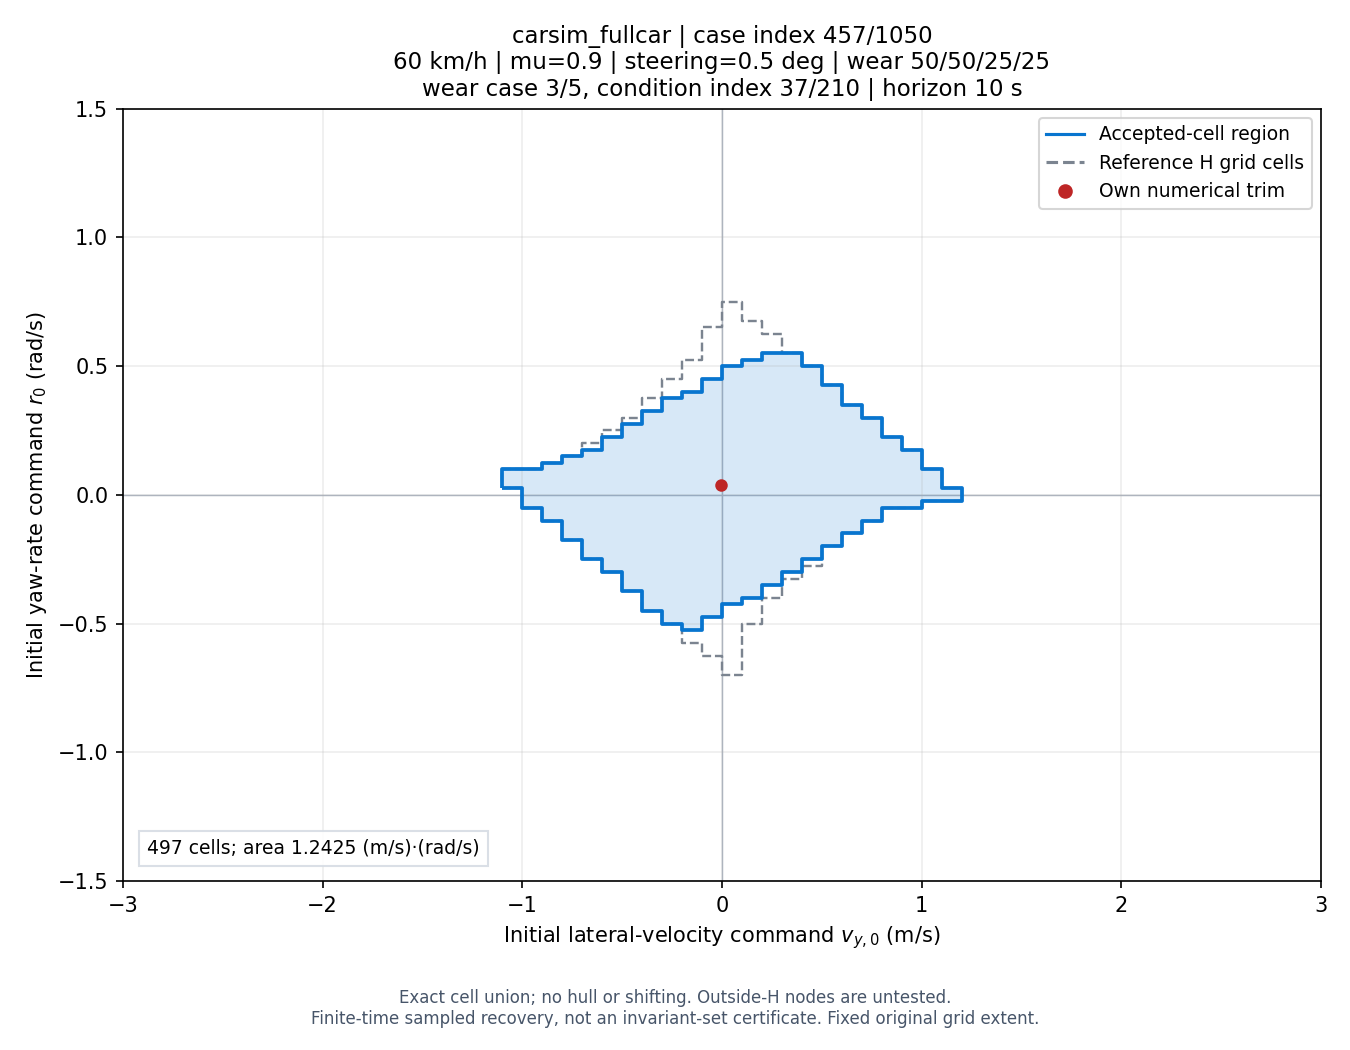 carsim_fullcar | case index 457/1050
60 km/h | mu=0.9 | steering=0.5 deg | wear 50/50/25/25
wear case 3/5, condition index 37/210 | horizon 10 s
Accepted-cell region
Reference H grid cells
Own numerical trim
1.5
1.0
0.5
0.0
−0.5
−1.0
−1.5
Initial yaw-rate command r₀ (rad/s)
497 cells; area 1.2425 (m/s)·(rad/s)
−3
−2
−1
0
1
2
3
Initial lateral-velocity command v_{y,0} (m/s)
Exact cell union; no hull or shifting. Outside-H nodes are untested.
Finite-time sampled recovery, not an invariant-set certificate. Fixed original grid extent.